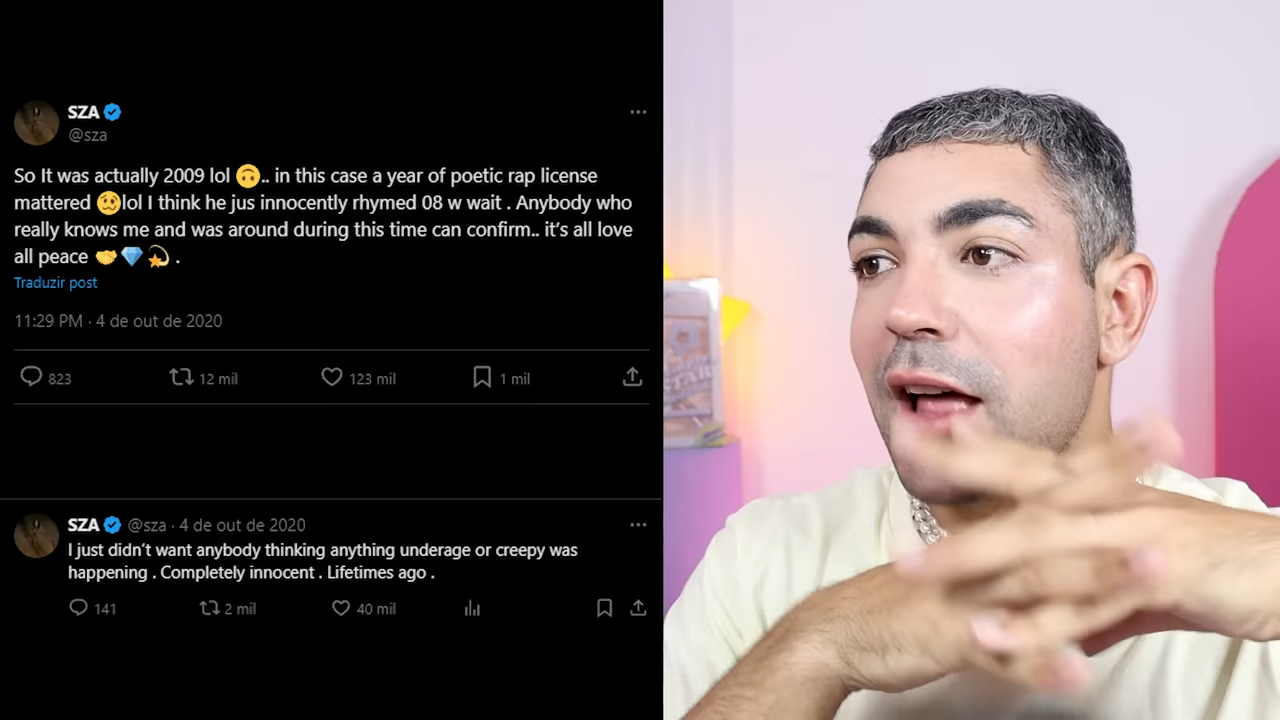 SZA
@sza
So It was actually 2009 lol 🙃.. in this case a year of poetic rap license
mattered 🥴lol I think he jus innocently rhymed 08 w wait . Anybody who
really knows me and was around during this time can confirm.. it's all love
all peace 🤝💎💫 .
Traduzir post
11:29 PM · 4 de out de 2020
823 12 mil 123 mil 1 mil
SZA @sza · 4 de out de 2020
I just didn't want anybody thinking anything underage or creepy was
happening . Completely innocent . Lifetimes ago .
141 2 mil 40 mil